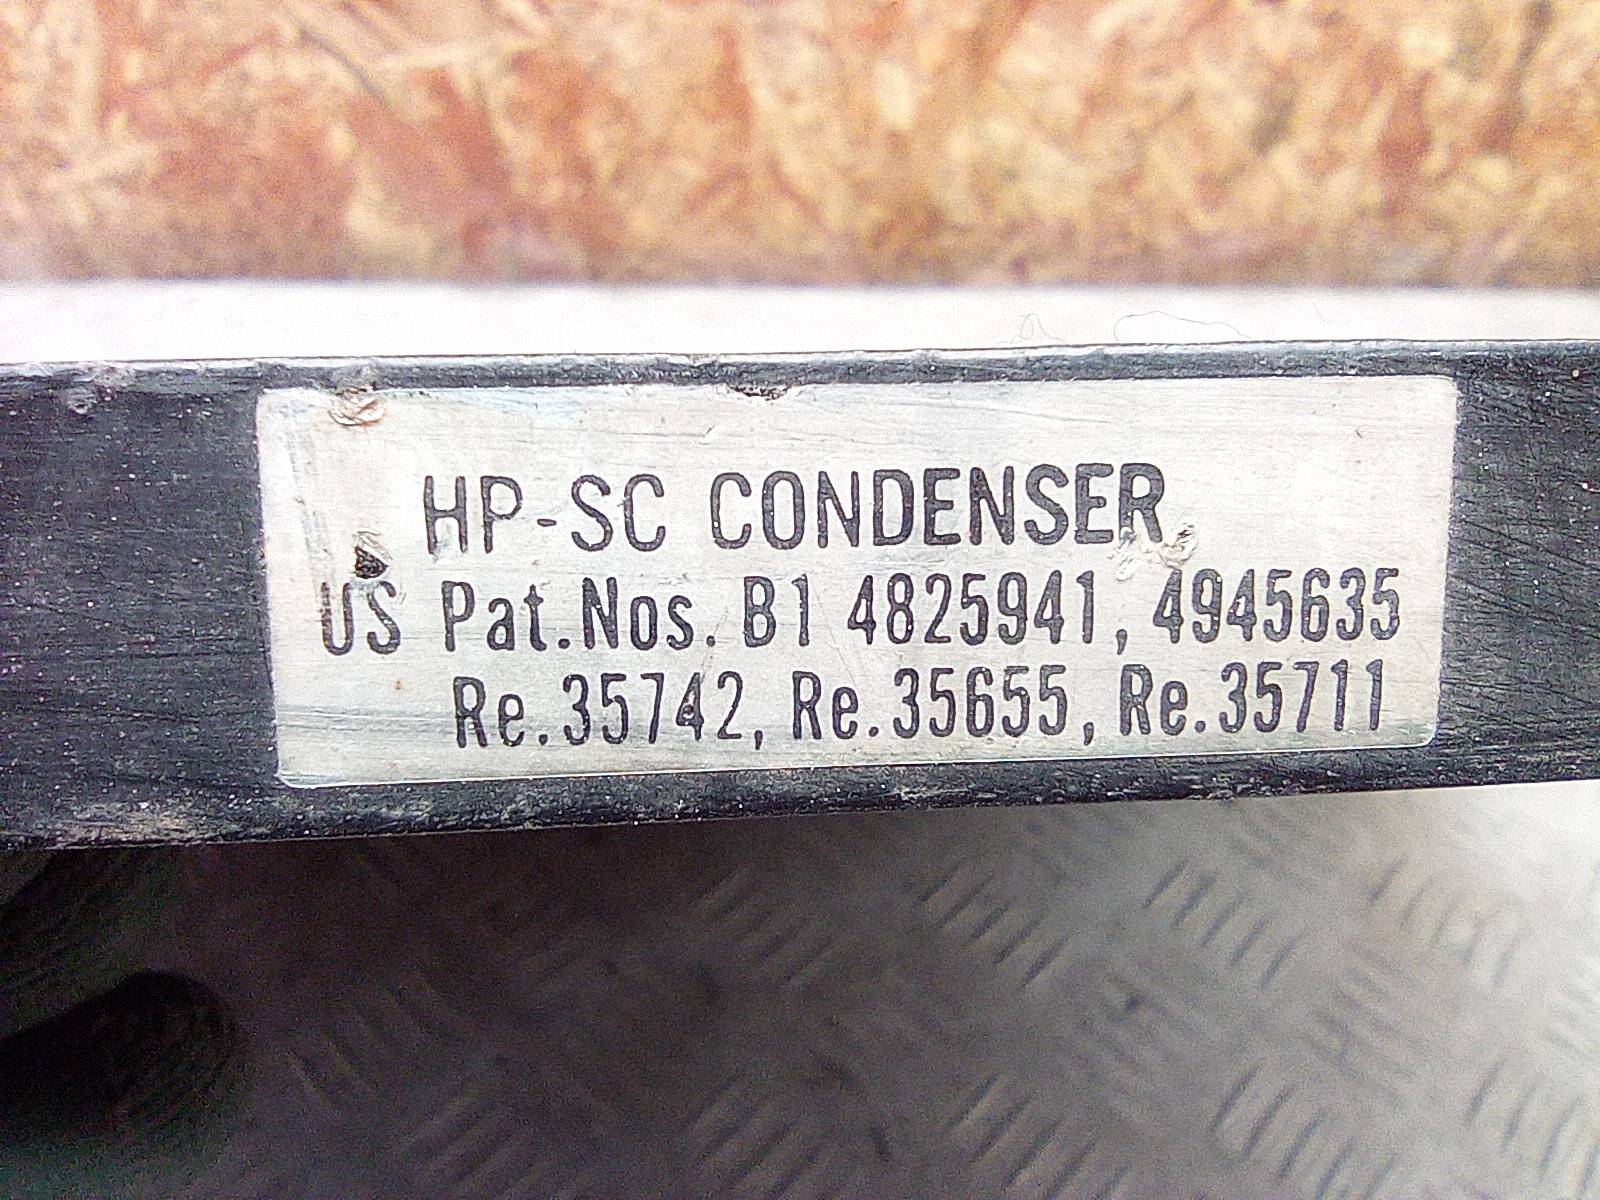 HP-SC CONDENSER
US Pat.Nos. B1 4825941, 4945635
Re.35742, Re.35655, Re.35711